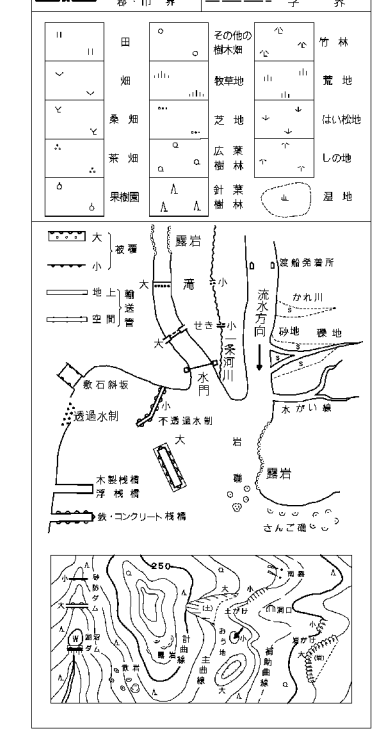 郡・市界
字界
田
その他の樹木畑
竹林
畑
牧草地
荒地
桑畑
芝地
はい松地
茶畑
広葉樹林
しの地
果樹園
針葉樹林
湿地
大 被覆
小
地上 輸送管
空間
露岩
大 滝 小
せき 小
大
一条河川
水門
渡船発着所
流水方向
かれ川
砂地 礫地
水がい線
敷石斜坂
透過水制
小
不透過水制
大
岩
礁
露岩
さんご礁
木製桟橋
浮桟橋
鉄・コンクリート桟橋
小 砂防ダム
大
W
250
散岩
露岩
計曲線
主曲線
(土)
土がけ
大
小
おう地
小
大
補助曲線
雨裂
洞口
小
岩がけ
大
(岩)